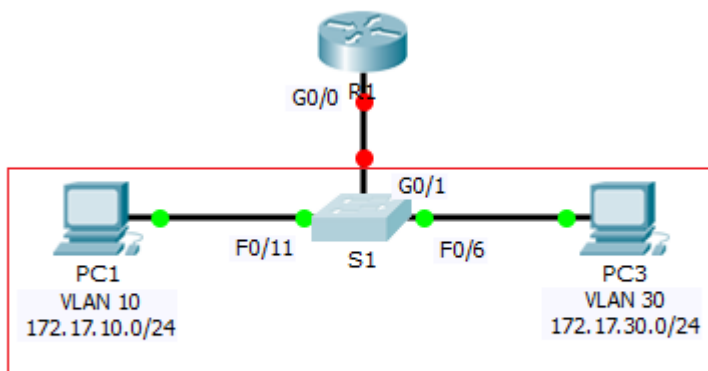 R1
G0/0
G0/1
F0/11
S1
F0/6
PC1
VLAN 10
172.17.10.0/24
PC3
VLAN 30
172.17.30.0/24